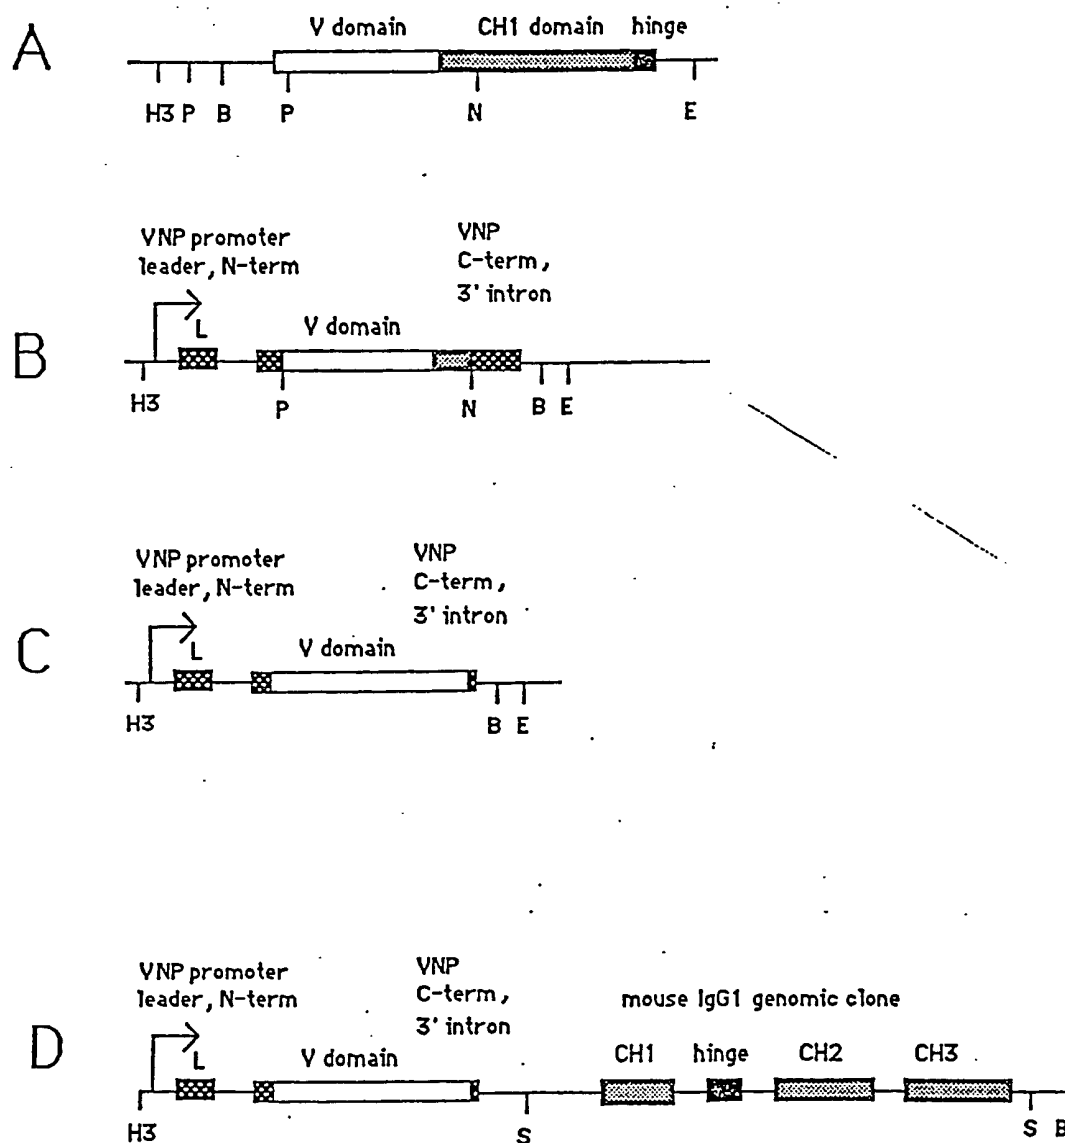 A
V domain CH1 domain hinge
H3 P B P N E
B
VNP promoter
leader, N-term
VNP
C-term,
3' intron
L
V domain
H3 P N B E
C
VNP promoter
leader, N-term
VNP
C-term,
3' intron
L
V domain
H3 B E
D
VNP promoter
leader, N-term
VNP
C-term,
3' intron
mouse IgG1 genomic clone
L
V domain
CH1 hinge CH2 CH3
H3 S S B